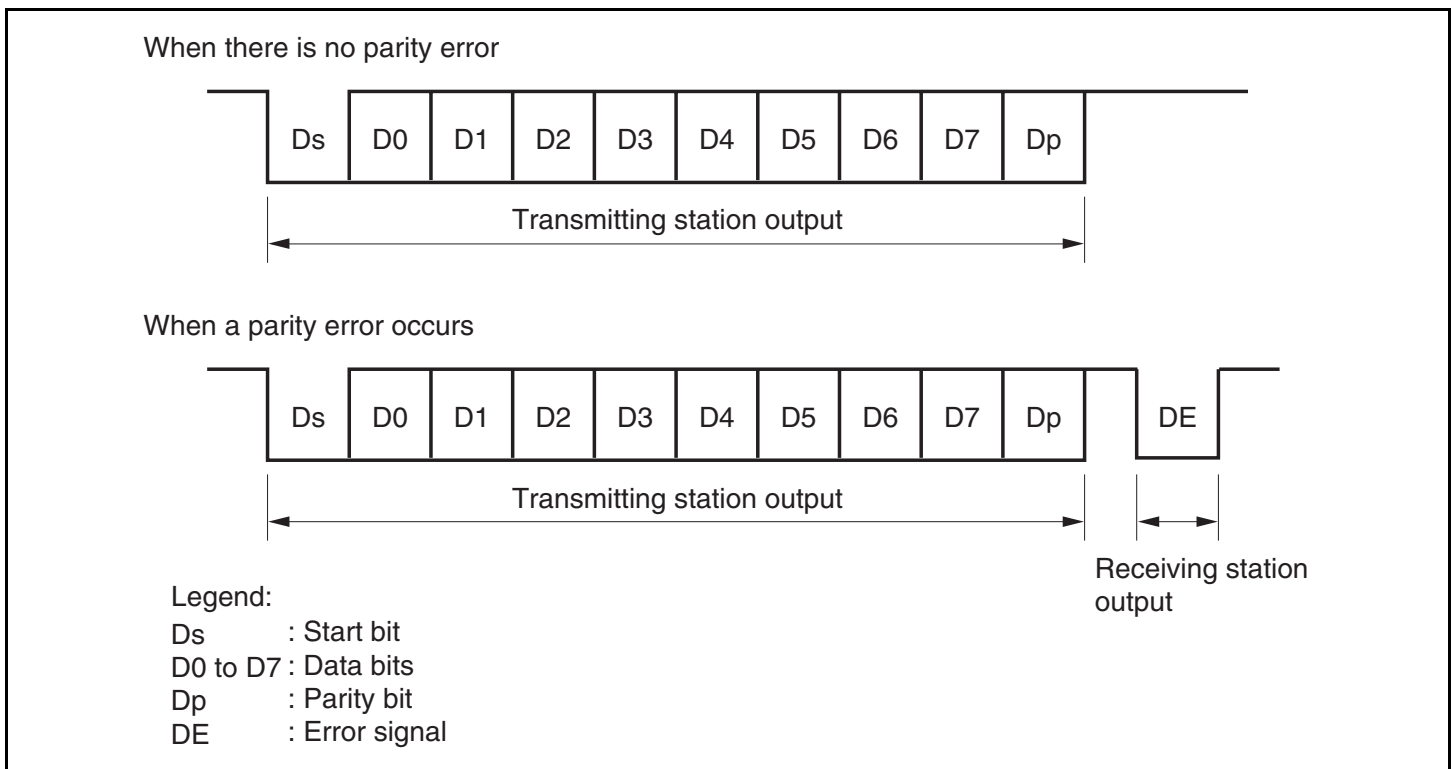 When there is no parity error
Ds D0 D1 D2 D3 D4 D5 D6 D7 Dp
Transmitting station output
When a parity error occurs
Ds D0 D1 D2 D3 D4 D5 D6 D7 Dp DE
Transmitting station output
Receiving station
output
Legend:
Ds : Start bit
D0 to D7 : Data bits
Dp : Parity bit
DE : Error signal